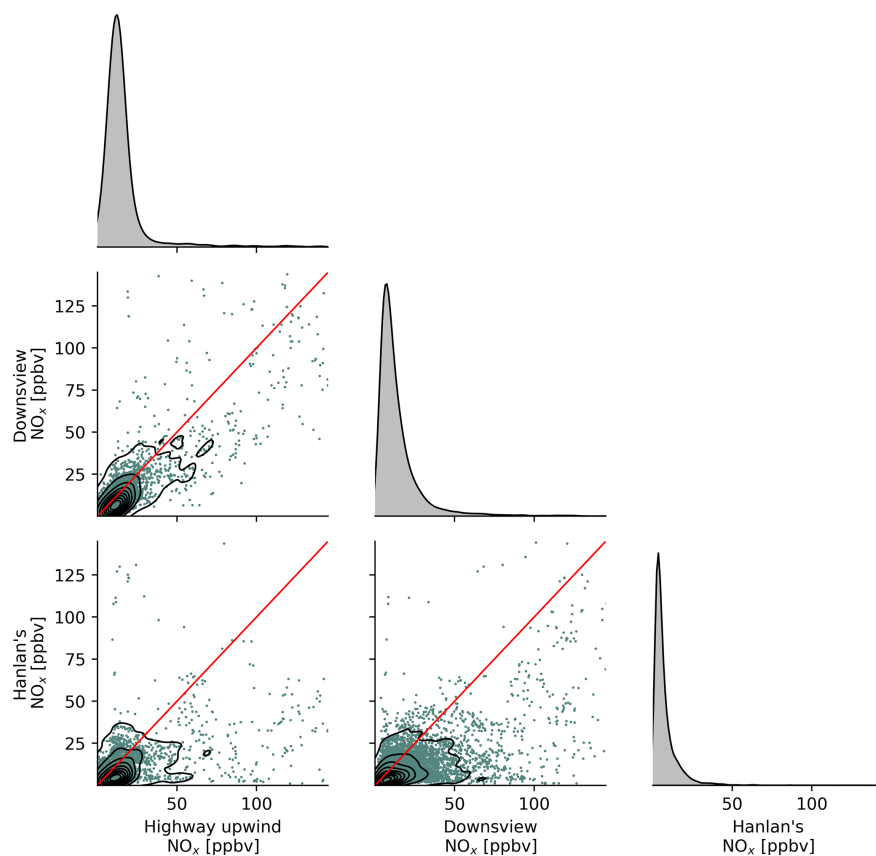 125
100
75
50
25
Downsview
NOₓ [ppbv]
125
100
75
50
25
Hanlan's
NOₓ [ppbv]
50 100
Highway upwind
NOₓ [ppbv]
50 100
Downsview
NOₓ [ppbv]
50 100
Hanlan's
NOₓ [ppbv]